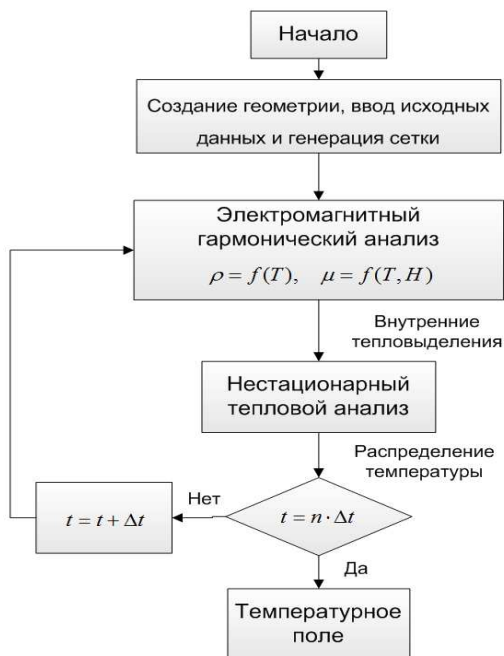 Начало
Создание геометрии, ввод исходных
данных и генерация сетки
Электромагнитный
гармонический анализ
ρ = f(T), μ = f(T, H)
Внутренние
тепловыделения
Нестационарный
тепловой анализ
Распределение
температуры
Нет
t = t + Δt
t = n · Δt
Да
Температурное
поле